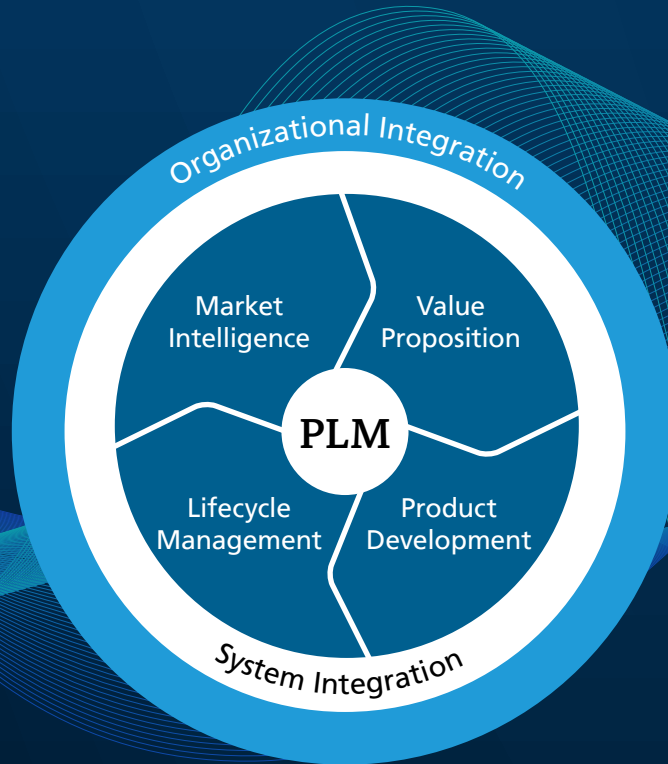 Organizational Integration
Market
Intelligence
Value
Proposition
PLM
Lifecycle
Management
Product
Development
System Integration